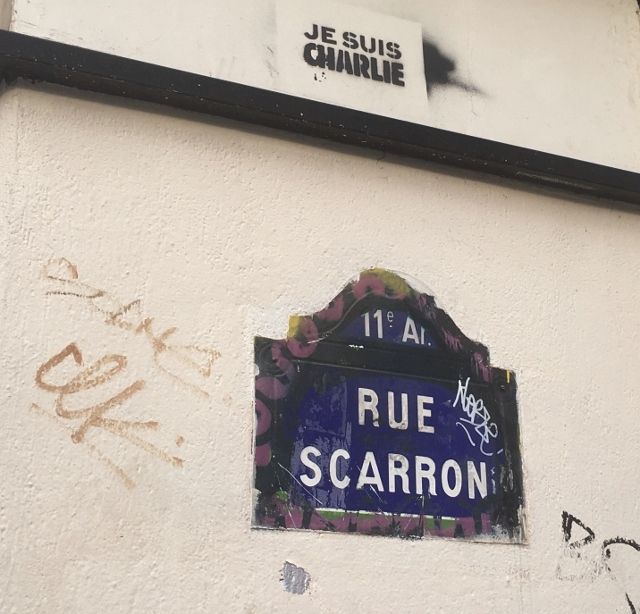 JE SUIS
CHARLIE
11e Ar.
RUE
SCARRON